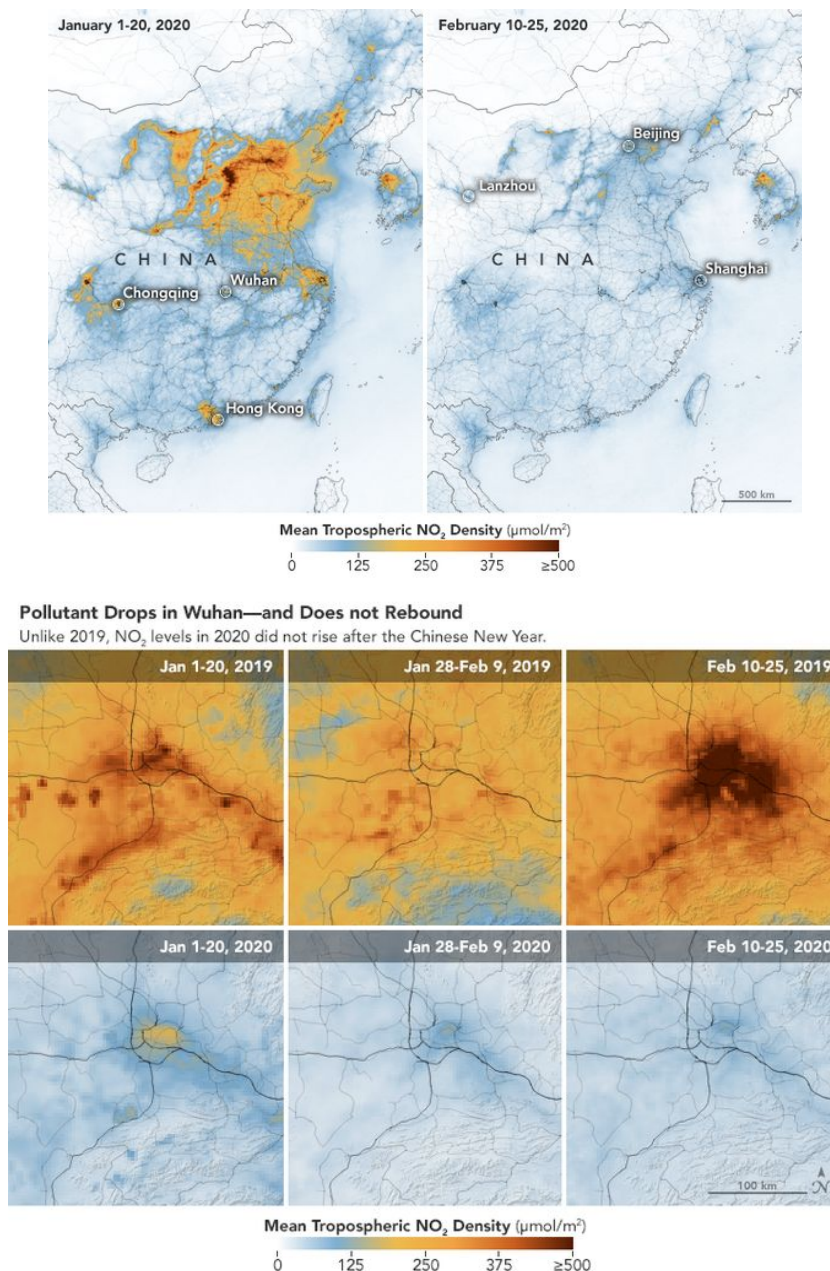 January 1-20, 2020
February 10-25, 2020
Beijing
Lanzhou
CHINA
CHINA
Shanghai
Wuhan
Chongqing
Hong Kong
500 km
Mean Tropospheric NO₂ Density (μmol/m²)
0 125 250 375 ≥500
Pollutant Drops in Wuhan—and Does not Rebound
Unlike 2019, NO₂ levels in 2020 did not rise after the Chinese New Year.
Jan 1-20, 2019
Jan 28-Feb 9, 2019
Feb 10-25, 2019
Jan 1-20, 2020
Jan 28-Feb 9, 2020
Feb 10-25, 2020
100 km
N
Mean Tropospheric NO₂ Density (μmol/m²)
0 125 250 375 ≥500